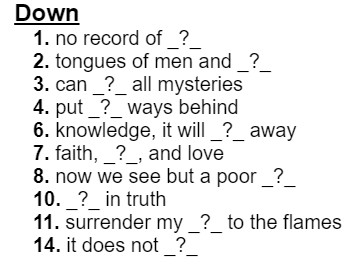 Down
1. no record of _?_
2. tongues of men and _?_
3. can _?_ all mysteries
4. put _?_ ways behind
6. knowledge, it will _?_ away
7. faith, _?_, and love
8. now we see but a poor _?_
10. _?_ in truth
11. surrender my _?_ to the flames
14. it does not _?_